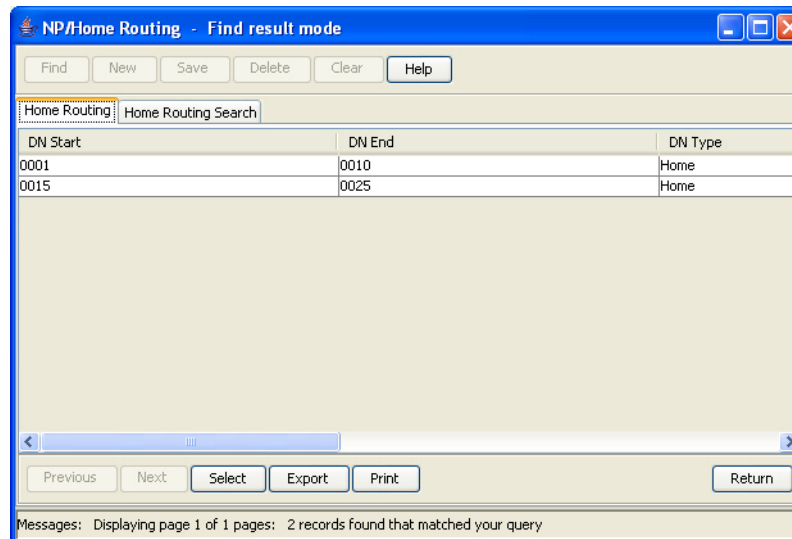 NP/Home Routing - Find result mode
Find New Save Delete Clear Help
Home Routing Home Routing Search
DN Start DN End DN Type
0001 0010 Home
0015 0025 Home
Previous Next Select Export Print Return
Messages: Displaying page 1 of 1 pages: 2 records found that matched your query